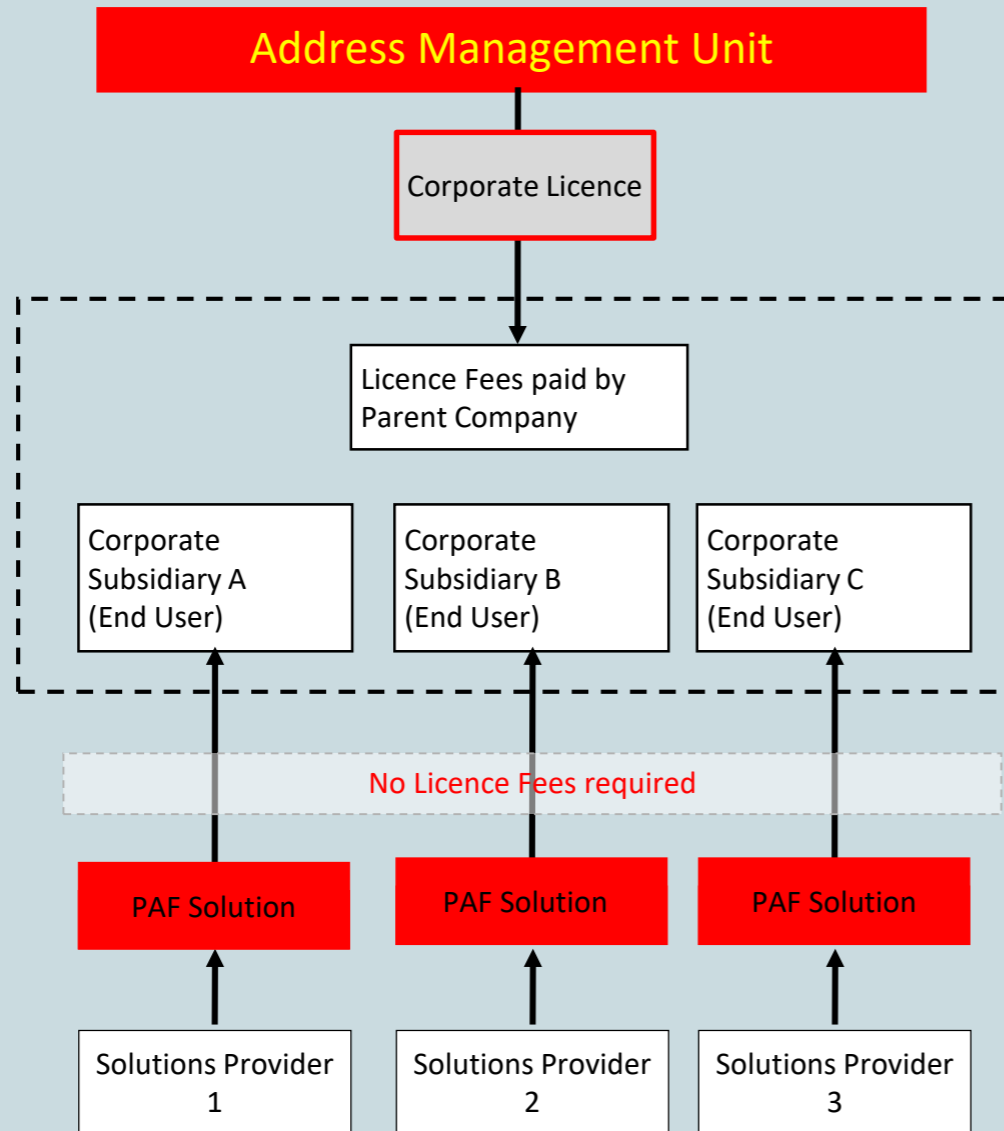 Address Management Unit
Corporate Licence
Licence Fees paid by
Parent Company
Corporate
Subsidiary A
(End User)
Corporate
Subsidiary B
(End User)
Corporate
Subsidiary C
(End User)
No Licence Fees required
PAF Solution
PAF Solution
PAF Solution
Solutions Provider
1
Solutions Provider
2
Solutions Provider
3